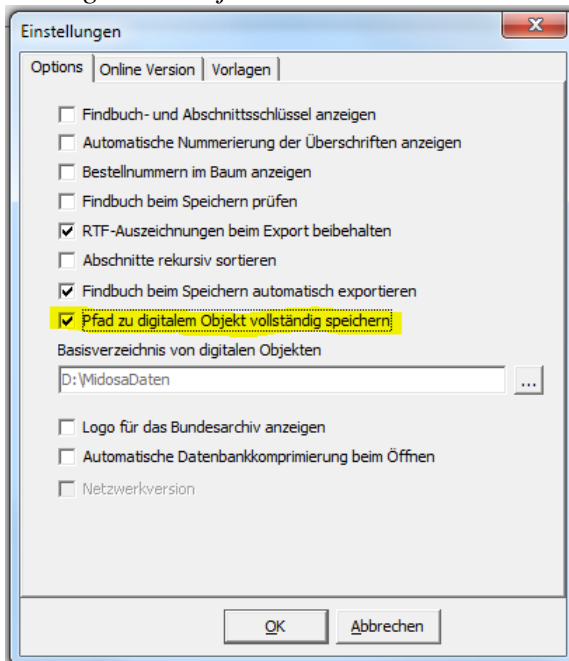 Einstellungen
Options
Online Version
Vorlagen
Findbuch- und Abschnittsschlüssel anzeigen
Automatische Nummerierung der Überschriften anzeigen
Bestellnummern im Baum anzeigen
Findbuch beim Speichern prüfen
RTF-Auszeichnungen beim Export beibehalten
Abschnitte rekursiv sortieren
Findbuch beim Speichern automatisch exportieren
Pfad zu digitalem Objekt vollständig speichern
Basisverzeichnis von digitalen Objekten
D:\MidosaDaten
...
Logo für das Bundesarchiv anzeigen
Automatische Datenbankkomprimierung beim Öffnen
Netzwerkversion
OK
Abbrechen